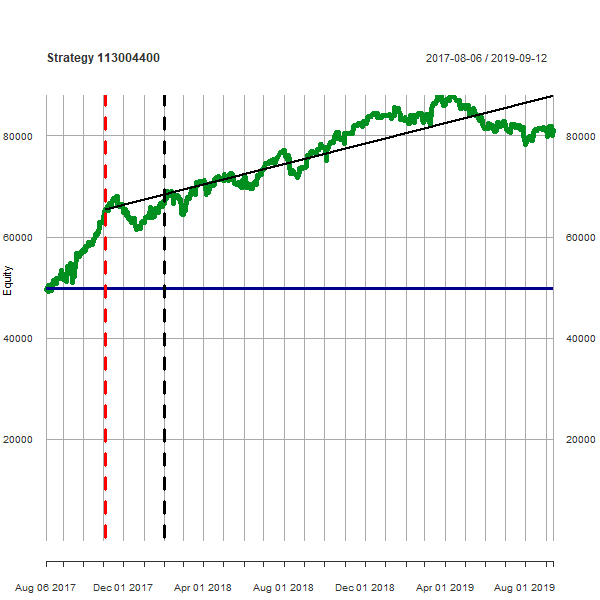 Strategy 113004400
2017-08-06 / 2019-09-12
80000 80000
60000 60000
Equity
40000 40000
20000 20000
Aug 06 2017 Dec 01 2017 Apr 01 2018 Aug 01 2018 Dec 01 2018 Apr 01 2019 Aug 01 2019